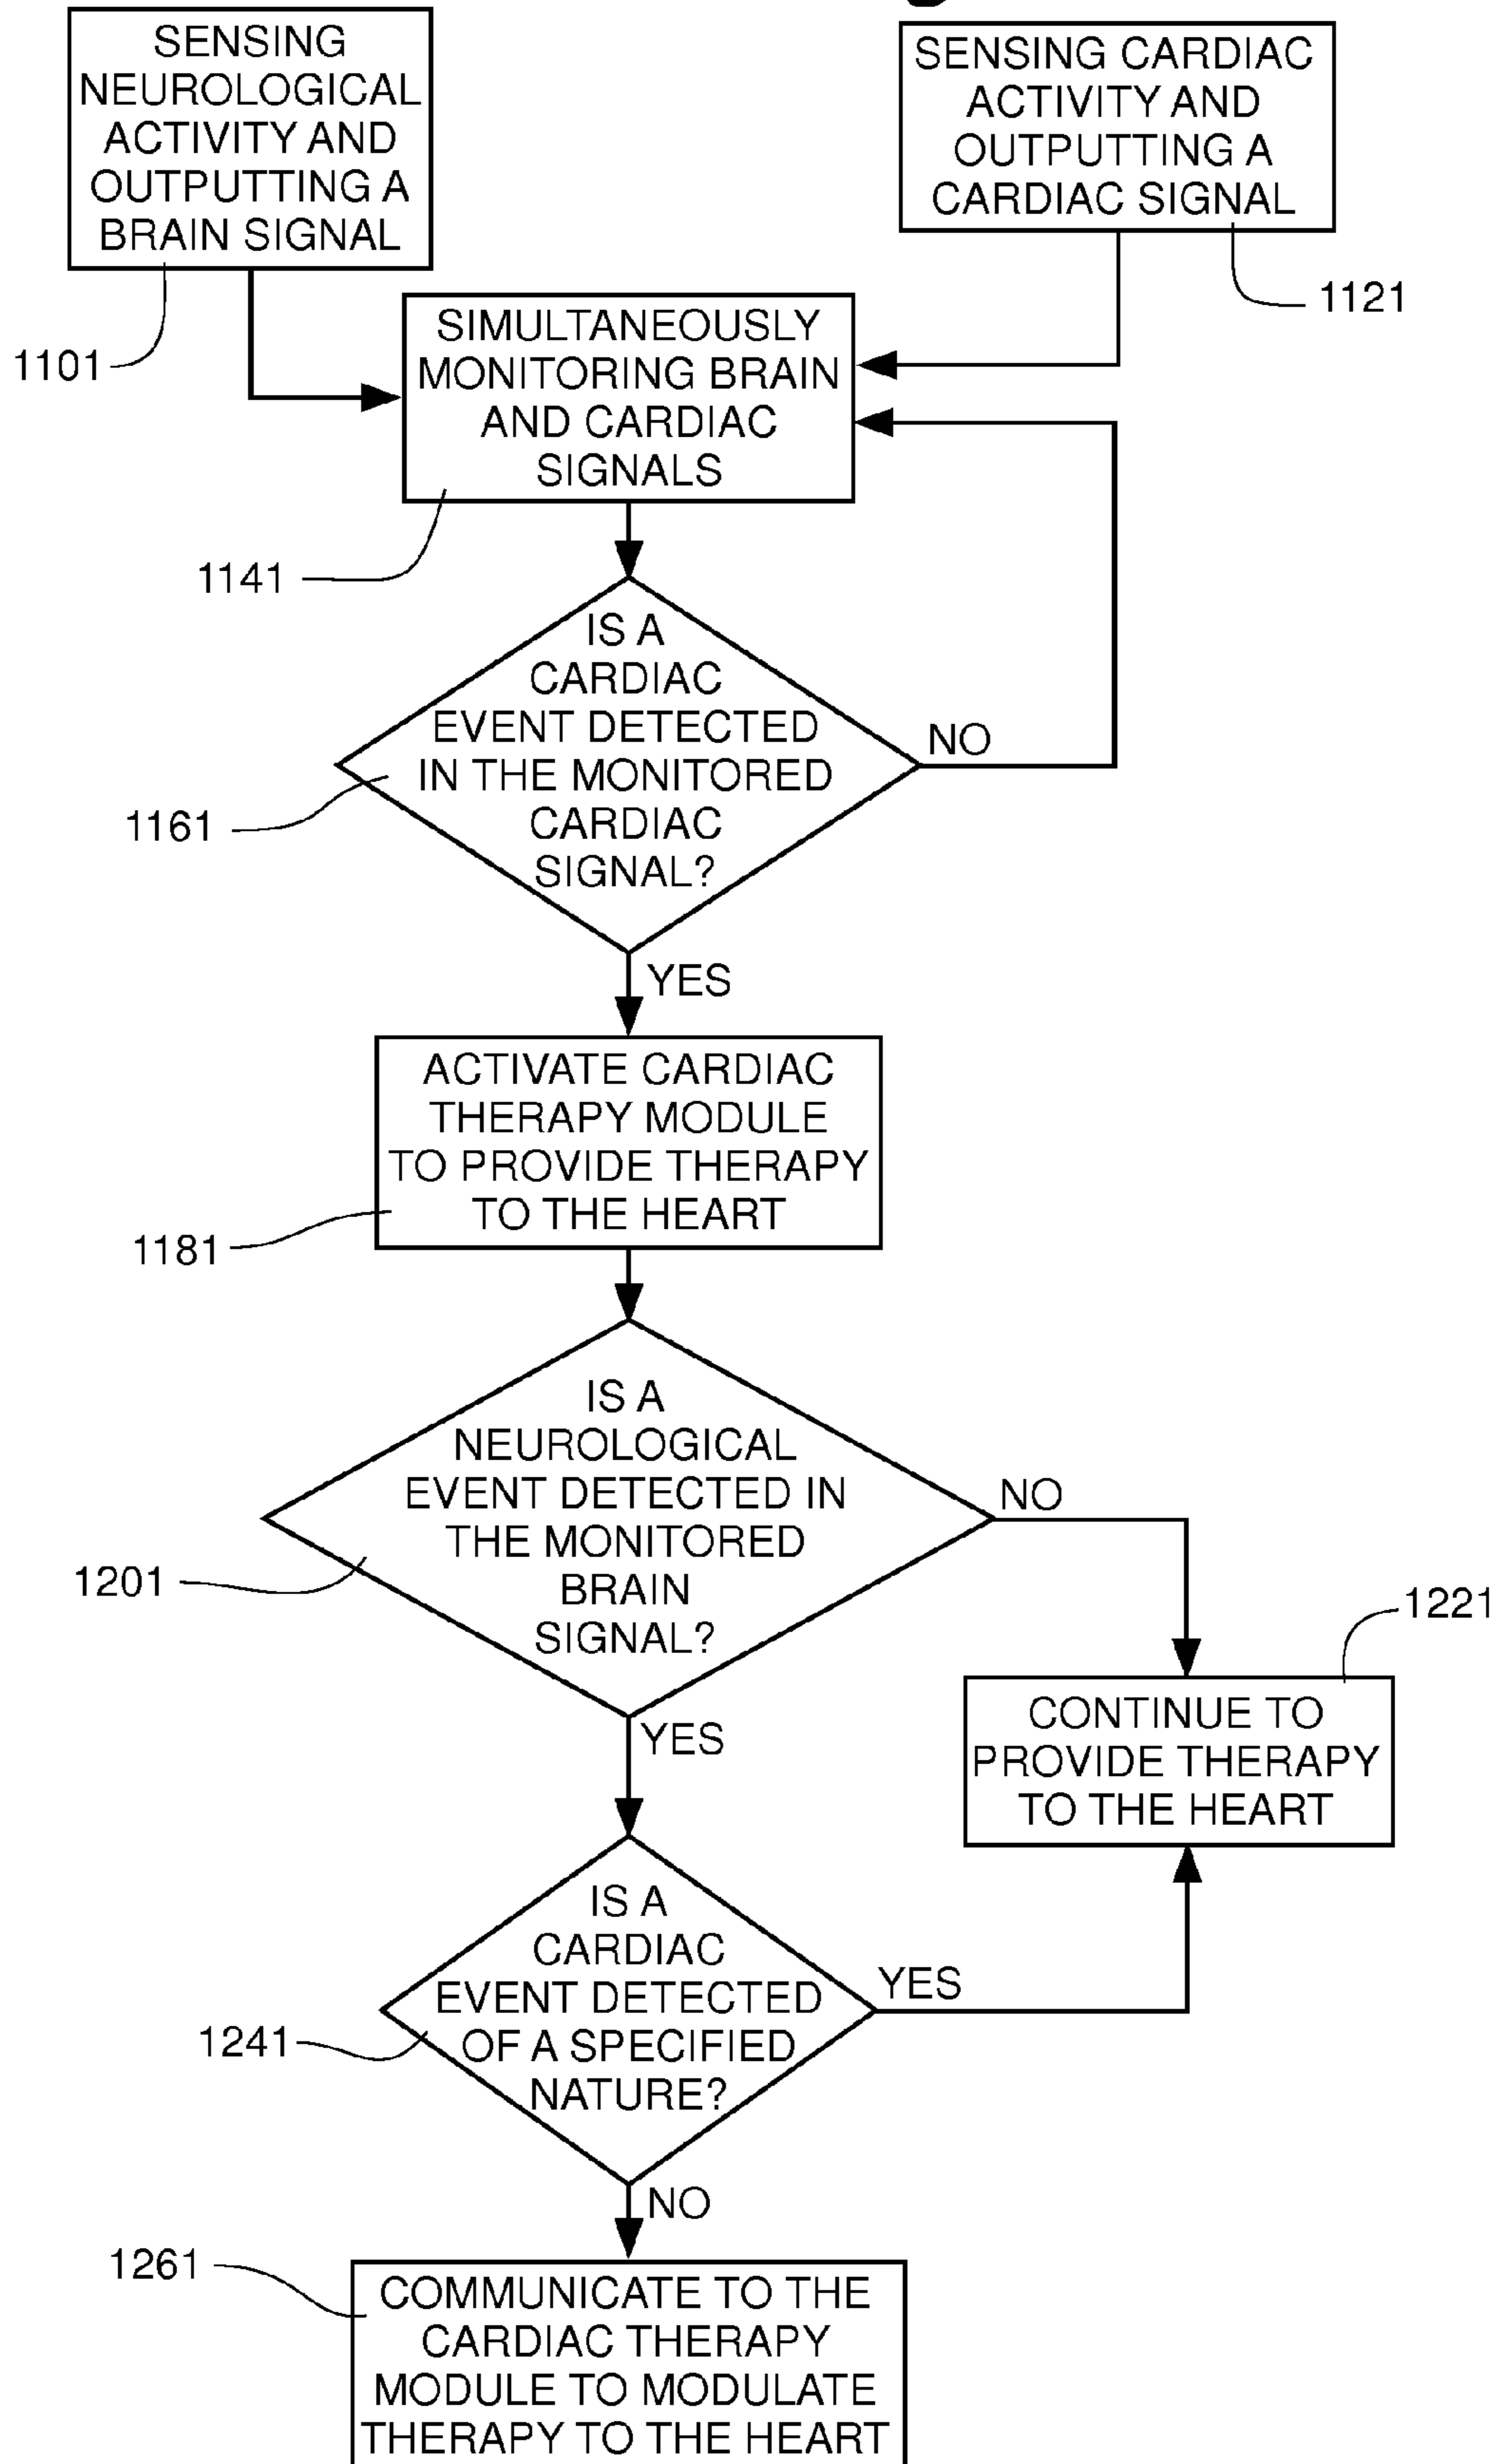 SENSING
NEUROLOGICAL
ACTIVITY AND
OUTPUTTING A
BRAIN SIGNAL
SENSING CARDIAC
ACTIVITY AND
OUTPUTTING A
CARDIAC SIGNAL
1121
1101
SIMULTANEOUSLY
MONITORING BRAIN
AND CARDIAC
SIGNALS
1141
IS A
CARDIAC
EVENT DETECTED
IN THE MONITORED
CARDIAC
SIGNAL?
NO
1161
YES
ACTIVATE CARDIAC
THERAPY MODULE
TO PROVIDE THERAPY
TO THE HEART
1181
IS A
NEUROLOGICAL
EVENT DETECTED IN
THE MONITORED
BRAIN
SIGNAL?
NO
1201
1221
YES
CONTINUE TO
PROVIDE THERAPY
TO THE HEART
IS A
CARDIAC
EVENT DETECTED
OF A SPECIFIED
NATURE?
YES
1241
NO
1261
COMMUNICATE TO THE
CARDIAC THERAPY
MODULE TO MODULATE
THERAPY TO THE HEART